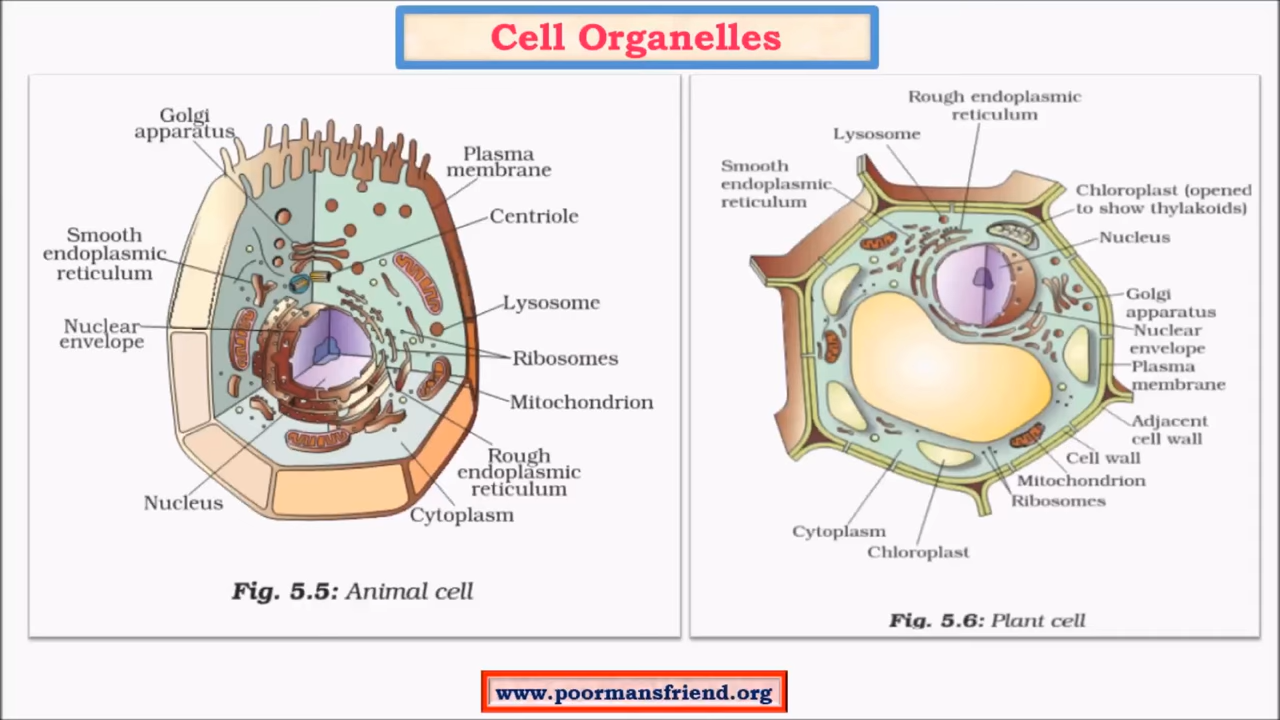 Cell Organelles
Golgi
apparatus
Plasma
membrane
Centriole
Smooth
endoplasmic
reticulum
Lysosome
Nuclear
envelope
Ribosomes
Mitochondrion
Rough
endoplasmic
reticulum
Nucleus
Cytoplasm
Fig. 5.5: Animal cell
Rough endoplasmic
reticulum
Lysosome
Smooth
endoplasmic
reticulum
Chloroplast (opened
to show thylakoids)
Nucleus
Golgi
apparatus
Nuclear
envelope
Plasma
membrane
Adjacent
cell wall
Cell wall
Mitochondrion
Ribosomes
Cytoplasm
Chloroplast
Fig. 5.6: Plant cell
www.poormansfriend.org